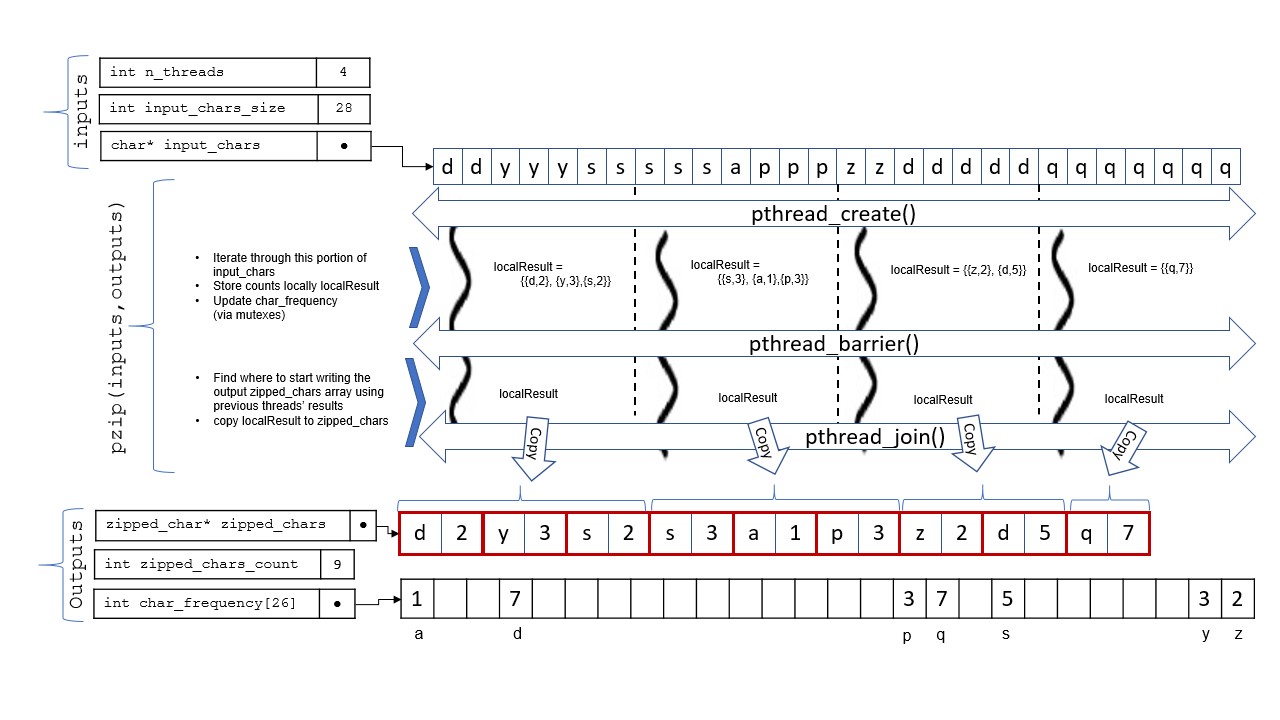 inputs
int n_threads 4
int input_chars_size 28
char* input_chars
d d y y y s s s s s a p p p z z d d d d d q q q q q q q
pthread_create()
pzip(inputs,outputs)
• Iterate through this portion of
input_chars
• Store counts locally localResult
• Update char_frequency
(via mutexes)
localResult =
{{d,2}, {y,3},{s,2}}
localResult =
{{s,3}, {a,1},{p,3}}
localResult = {{z,2}, {d,5}}
localResult = {{q,7}}
pthread_barrier()
• Find where to start writing the
output zipped_chars array using
previous threads' results
• copy localResult to zipped_chars
localResult
localResult
localResult
localResult
pthread_join()
Copy
Copy
Copy
Copy
Outputs
zipped_char* zipped_chars
d 2 y 3 s 2 s 3 a 1 p 3 z 2 d 5 q 7
int zipped_chars_count 9
int char_frequency[26]
1 7 3 7 5 3 2
a d p q s y z